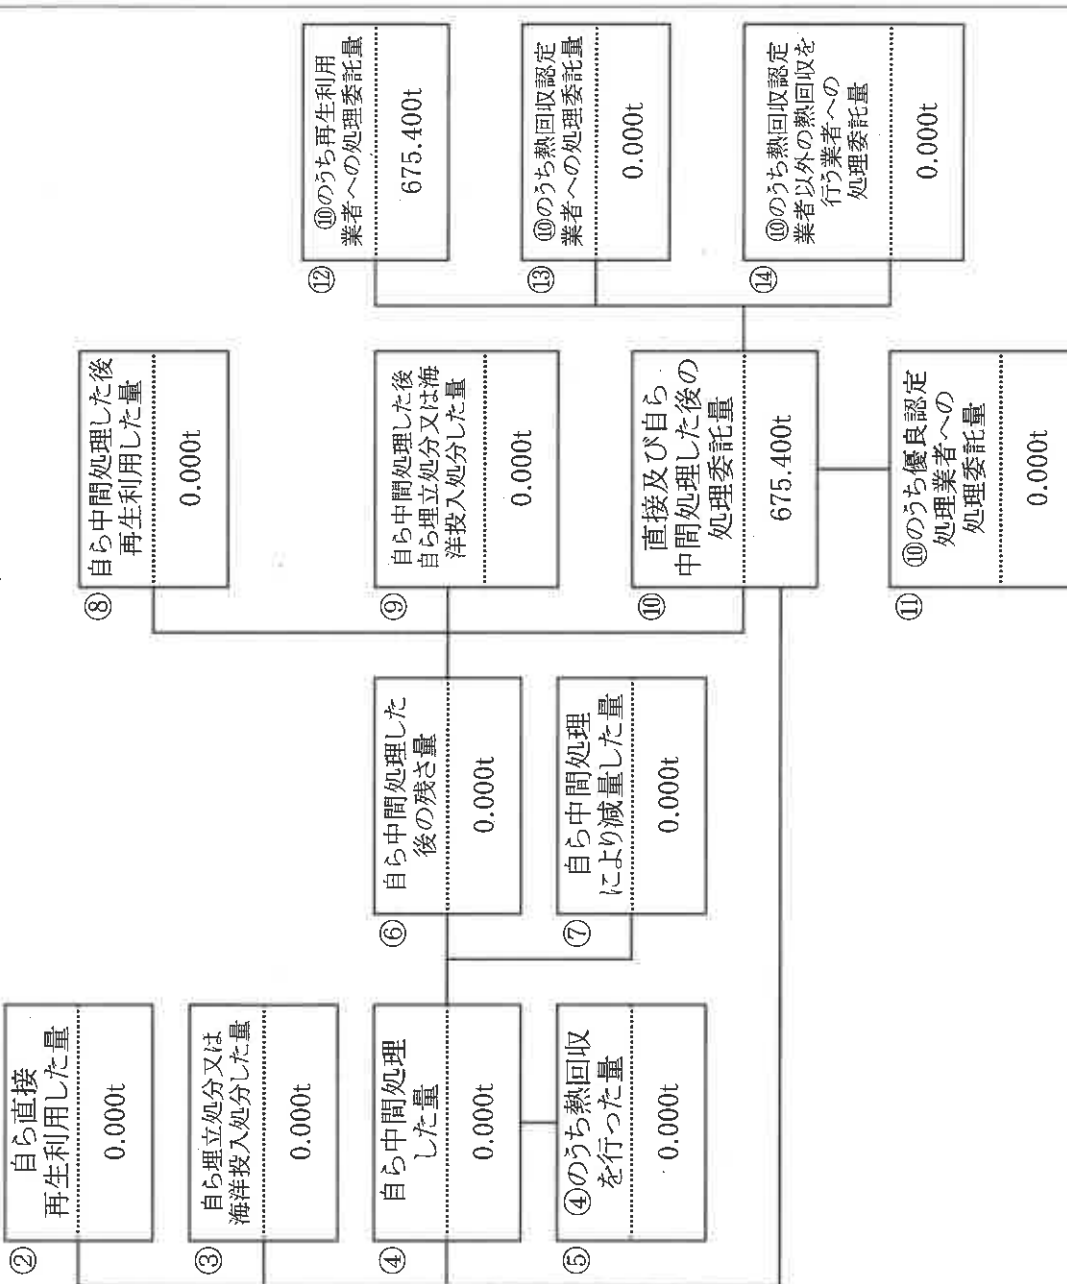 ②
自ら直接
再生利用した量
0.000t
③
自ら埋立処分又は
海洋投入処分した量
0.000t
④
自ら中間処理
した量
0.000t
⑤
④のうち熱回収
を行った量
0.000t
⑥
自ら中間処理した
後の残さ量
0.000t
⑦
自ら中間処理
により減量した量
0.000t
⑧
自ら中間処理した後
再生利用した量
0.000t
⑨
自ら中間処理した後
自ら埋立処分又は海
洋投入処分した量
0.000t
⑩
直接及び自ら
中間処理した後の
処理委託量
675.400t
⑪
⑩のうち優良認定
処理業者への
処理委託量
0.000t
⑫
⑩のうち再生利用
業者への処理委託量
675.400t
⑬
⑩のうち熱回収認定
業者への処理委託量
0.000t
⑭
⑩のうち熱回収認定
業者以外の熱回収を
行う業者への
処理委託量
0.000t